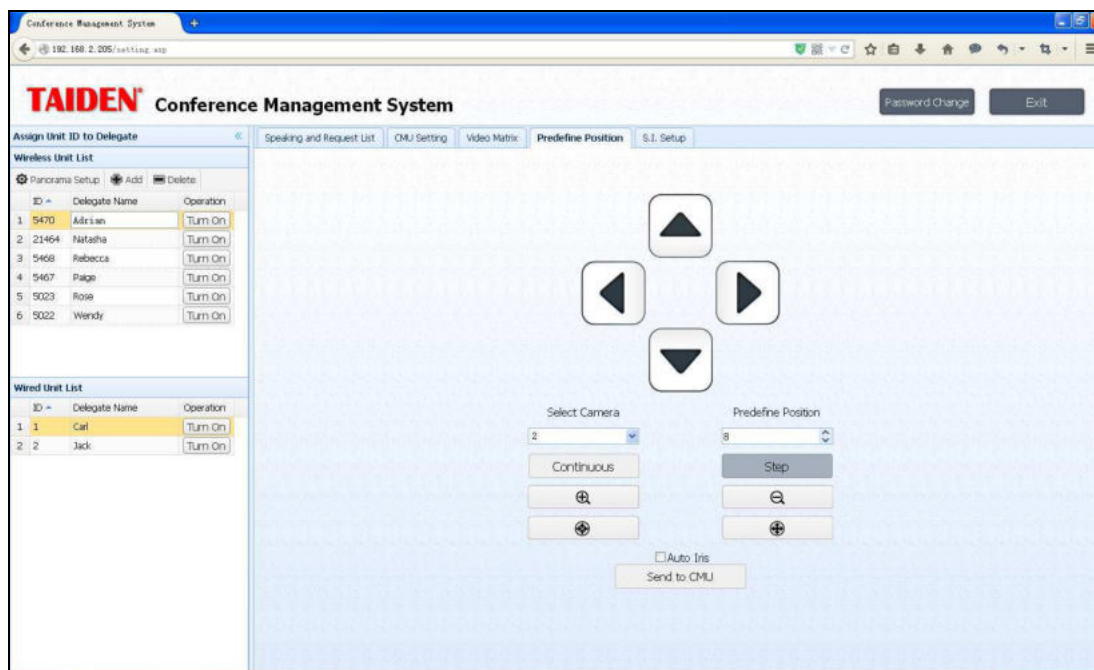 Conference Management System
192.168.2.205/setting.asp
TAIDEN® Conference Management System
Password Change
Exit
Assign Unit ID to Delegate
Speaking and Request List
CMU Setting
Video Matrix
Predefine Position
S.I. Setup
Wireless Unit List
Panorama Setup Add Delete
ID Delegate Name Operation
1 5470 Adrian Turn On
2 21464 Natasha Turn On
3 5468 Rebecca Turn On
4 5467 Paige Turn On
5 5023 Rose Turn On
6 5022 Wendy Turn On
Wired Unit List
ID Delegate Name Operation
1 1 Carl Turn On
2 2 Jack Turn On
Select Camera Predefine Position
2 8
Continuous Step
Auto Iris
Send to CMU